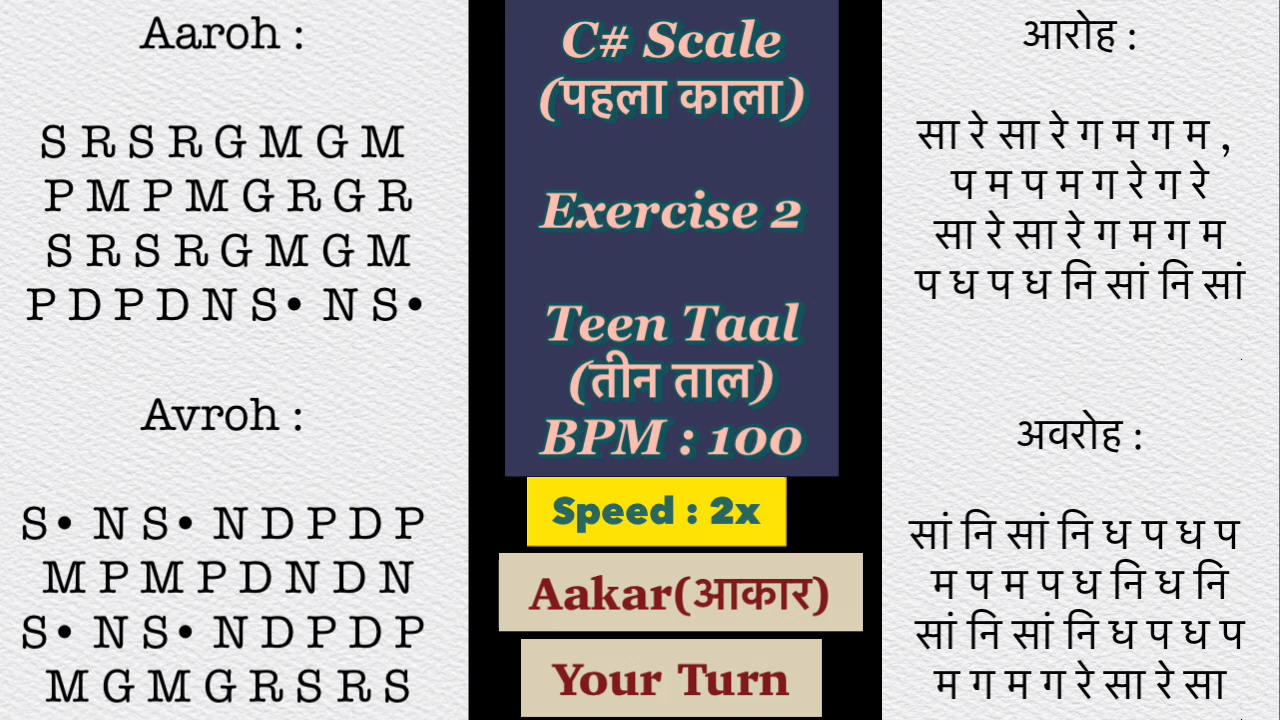 Aaroh :
S R S R G M G M
P M P M G R G R
S R S R G M G M
P D P D N S• N S•
Avroh :
S• N S• N D P D P
M P M P D N D N
S• N S• N D P D P
M G M G R S R S
C# Scale
(पहला काला)
Exercise 2
Teen Taal
(तीन ताल)
BPM : 100
Speed : 2x
Aakar(आकार)
Your Turn
आरोह :
सा रे सा रे ग म ग म ,
प म प म ग रे ग रे
सा रे सा रे ग म ग म
प ध प ध नि सां नि सां
अवरोह :
सां नि सां नि ध प ध प
म प म प ध नि ध नि
सां नि सां नि ध प ध प
म ग म ग रे सा रे सा